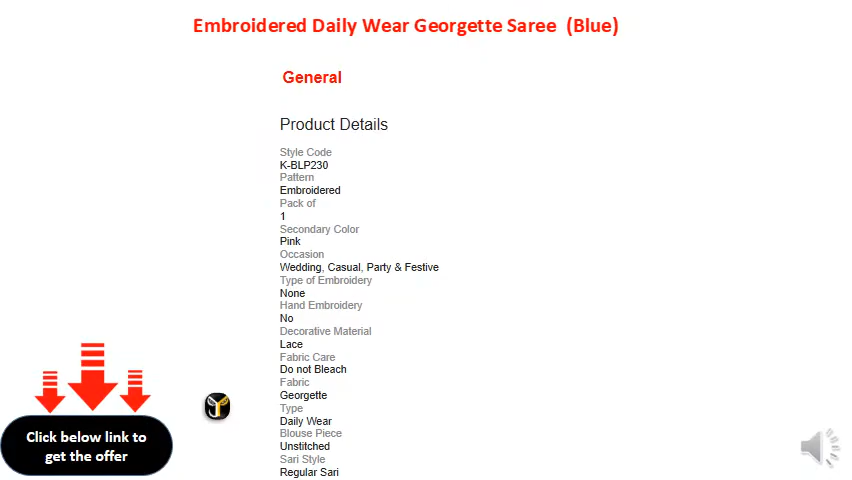 Embroidered Daily Wear Georgette Saree (Blue)
General
Product Details
Style Code
K-BLP230
Pattern
Embroidered
Pack of
1
Secondary Color
Pink
Occasion
Wedding, Casual, Party & Festive
Type of Embroidery
None
Hand Embroidery
No
Decorative Material
Lace
Fabric Care
Do not Bleach
Fabric
Georgette
Type
Daily Wear
Blouse Piece
Unstitched
Sari Style
Regular Sari
Click below link to
get the offer